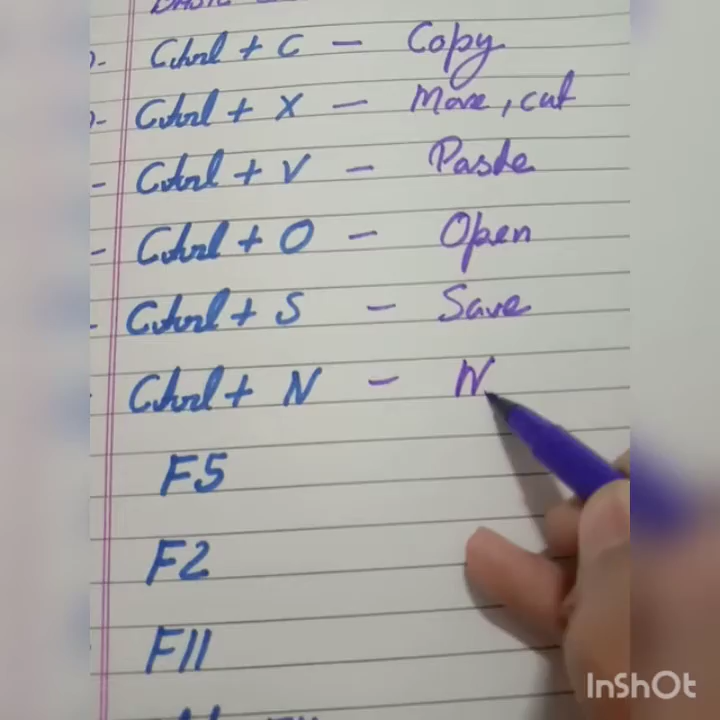 Ctrl + C - Copy
Ctrl + X - Move, cut
Ctrl + V - Paste
Ctrl + O - Open
Ctrl + S - Save
Ctrl + N - N
F5
F2
F11
InShOt